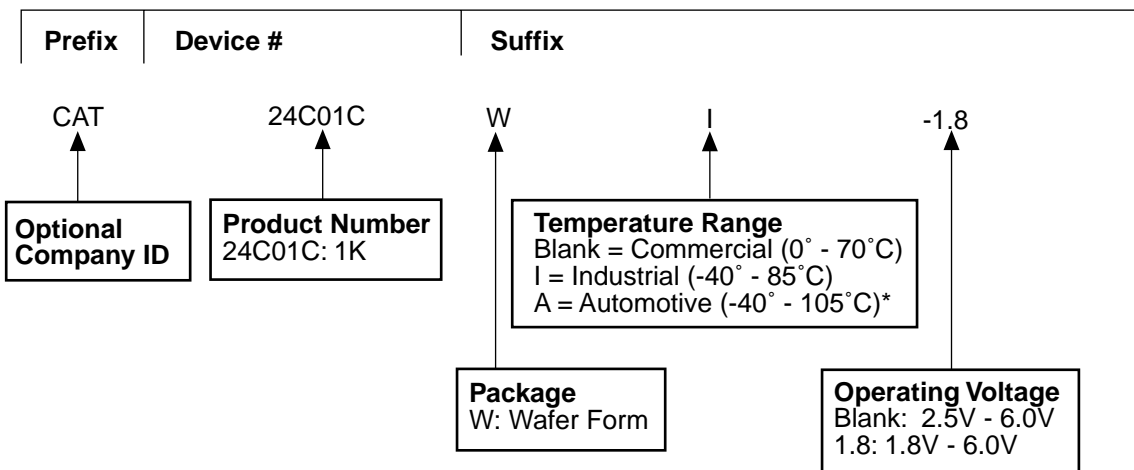 Prefix Device # Suffix
CAT 24C01C W I -1.8
Optional
Company ID
Product Number
24C01C: 1K
Temperature Range
Blank = Commercial (0˚ - 70˚C)
I = Industrial (-40˚ - 85˚C)
A = Automotive (-40˚ - 105˚C)*
Package
W: Wafer Form
Operating Voltage
Blank: 2.5V - 6.0V
1.8: 1.8V - 6.0V